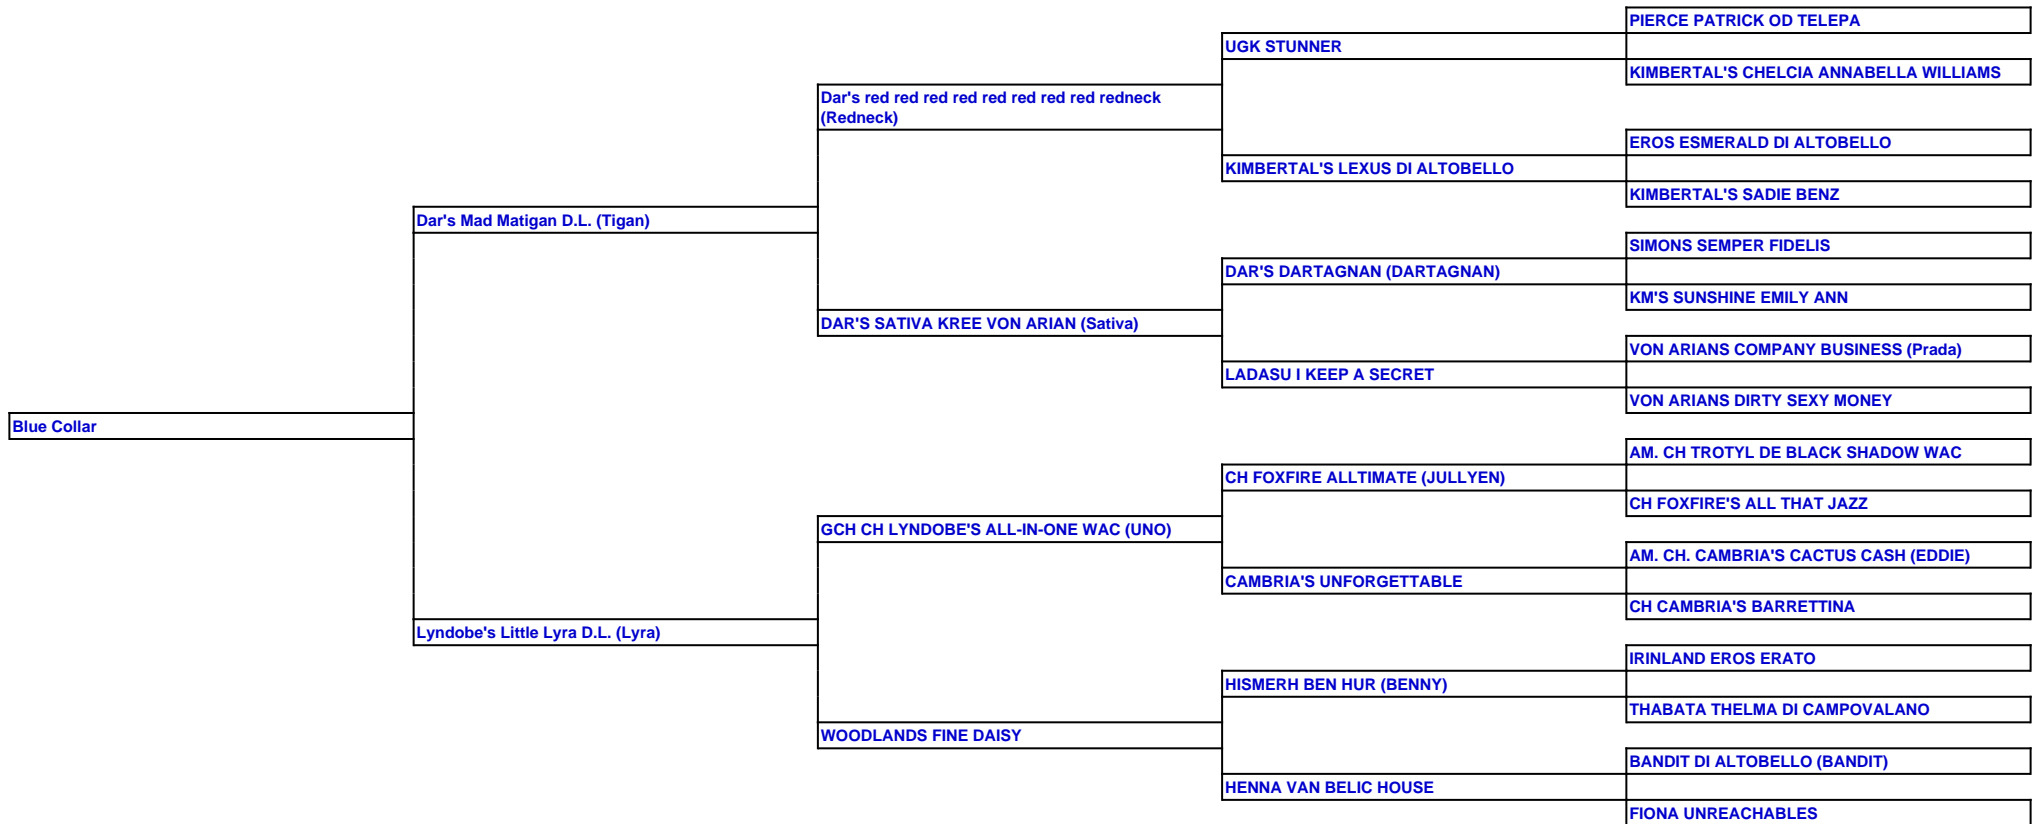 PIERCE PATRICK OD TELEPA
UGK STUNNER
KIMBERTAL'S CHELCIA ANNABELLA WILLIAMS
Dar's red red red red red red red red redneck
(Redneck)
EROS ESMERALD DI ALTOBELLO
KIMBERTAL'S LEXUS DI ALTOBELLO
KIMBERTAL'S SADIE BENZ
Dar's Mad Matigan D.L. (Tigan)
SIMONS SEMPER FIDELIS
DAR'S DARTAGNAN (DARTAGNAN)
KM'S SUNSHINE EMILY ANN
DAR'S SATIVA KREE VON ARIAN (Sativa)
VON ARIANS COMPANY BUSINESS (Prada)
LADASU I KEEP A SECRET
VON ARIANS DIRTY SEXY MONEY
Blue Collar
AM. CH TROTYL DE BLACK SHADOW WAC
CH FOXFIRE ALLTIMATE (JULLYEN)
CH FOXFIRE'S ALL THAT JAZZ
GCH CH LYNDOBE'S ALL-IN-ONE WAC (UNO)
AM. CH. CAMBRIA'S CACTUS CASH (EDDIE)
CAMBRIA'S UNFORGETTABLE
CH CAMBRIA'S BARRETTINA
Lyndobe's Little Lyra D.L. (Lyra)
IRINLAND EROS ERATO
HISMERH BEN HUR (BENNY)
THABATA THELMA DI CAMPOVALANO
WOODLANDS FINE DAISY
BANDIT DI ALTOBELLO (BANDIT)
HENNA VAN BELIC HOUSE
FIONA UNREACHABLES